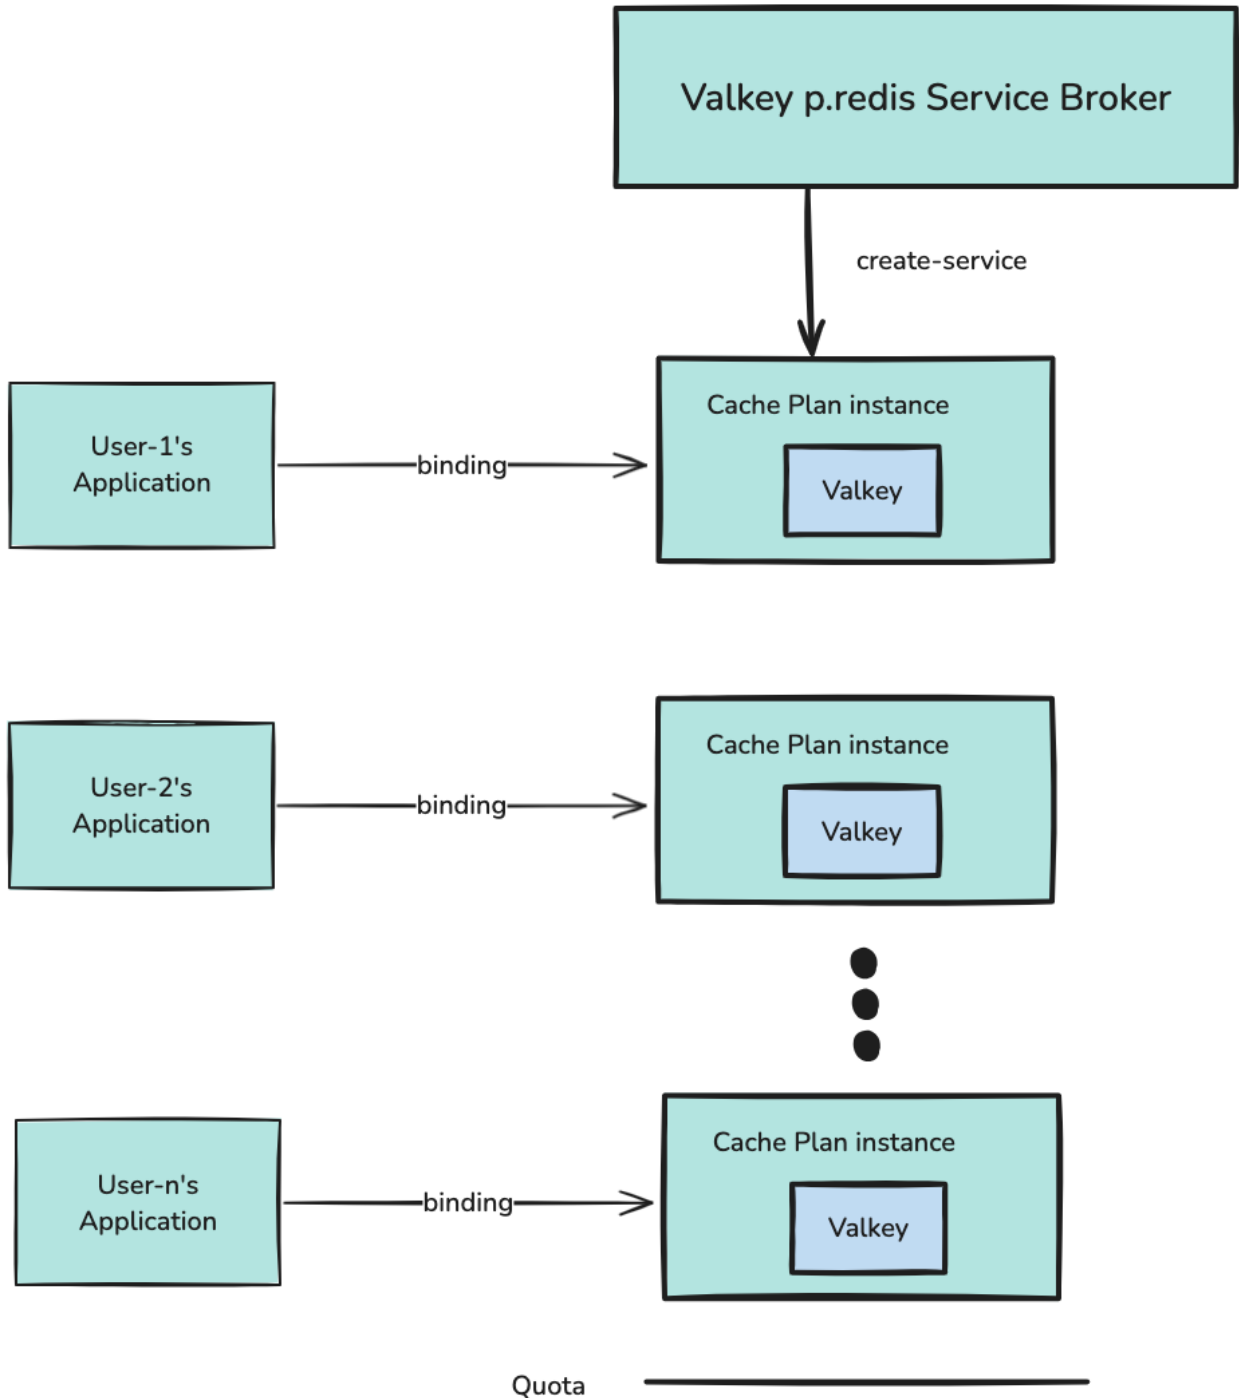 Valkey p.redis Service Broker
create-service
User-1's
Application
binding
Cache Plan instance
Valkey
User-2's
Application
binding
Cache Plan instance
Valkey
User-n's
Application
binding
Cache Plan instance
Valkey
Quota